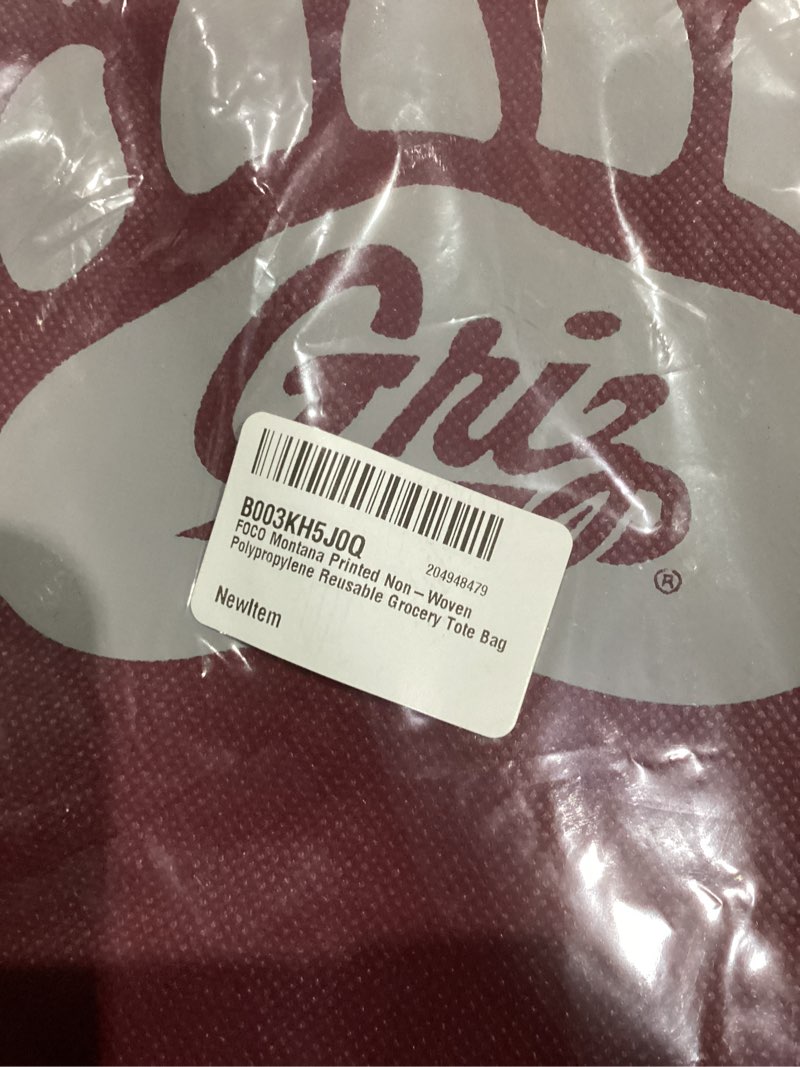 Griz
®
B003KH5J0Q
204948479
FOCO Montana Printed Non-Woven
Polypropylene Reusable Grocery Tote Bag
NewItem